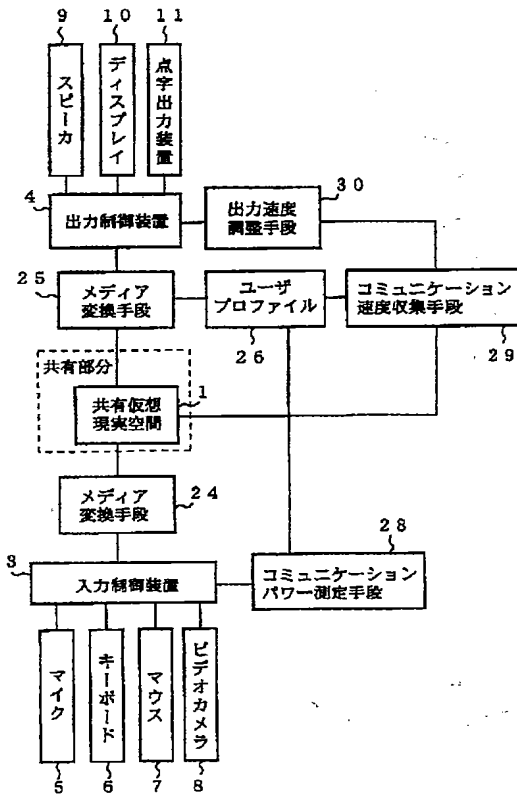 9
10
11
スピーカ
ディスプレイ
点字出力装置
4
出力制御装置
30
出力速度
調整手段
25
メディア
変換手段
ユーザ
プロファイル
26
コミュニケーション
速度収集手段
29
共有部分
1
共有仮想
現実空間
メディア
変換手段
24
3
入力制御装置
28
コミュニケーション
パワー測定手段
マイク
キーボード
マウス
ビデオカメラ
5
6
7
8